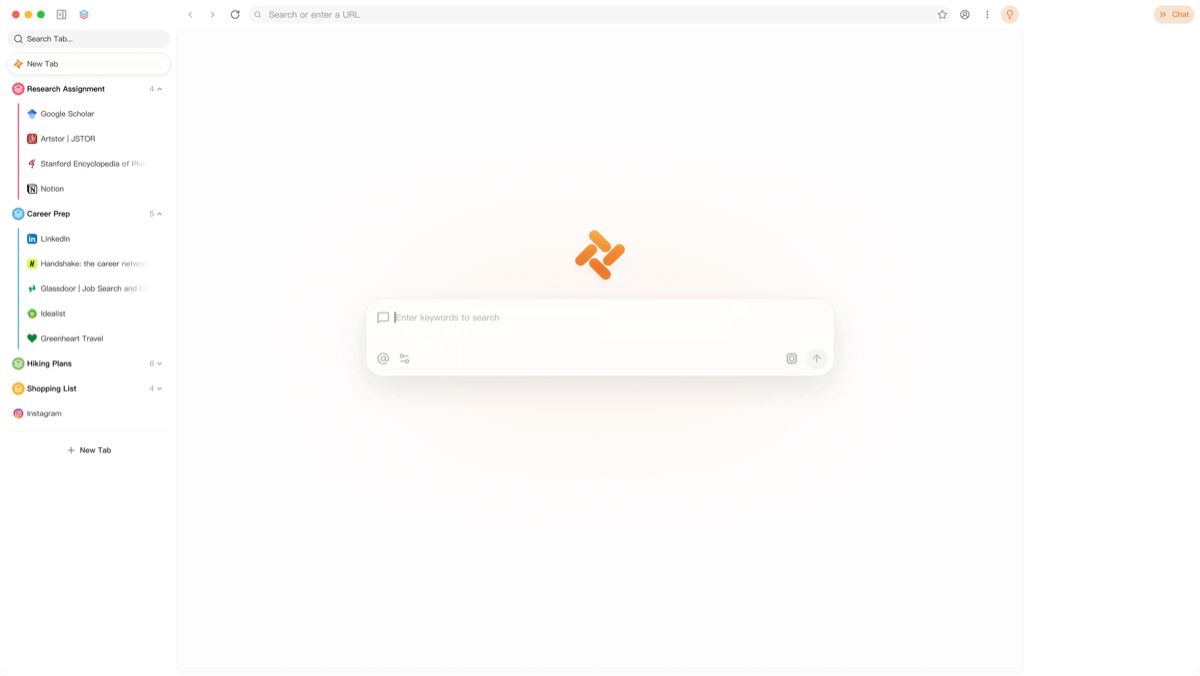 Search or enter a URL
Chat
Search Tab...
New Tab
Research Assignment 4
Google Scholar
Artstor | JSTOR
Stanford Encyclopedia of Phil
Notion
Career Prep 5
LinkedIn
Handshake: the career netwo
Glassdoor | Job Search and C
Idealist
Greenheart Travel
Hiking Plans 8
Shopping List 4
Instagram
New Tab
Enter keywords to search